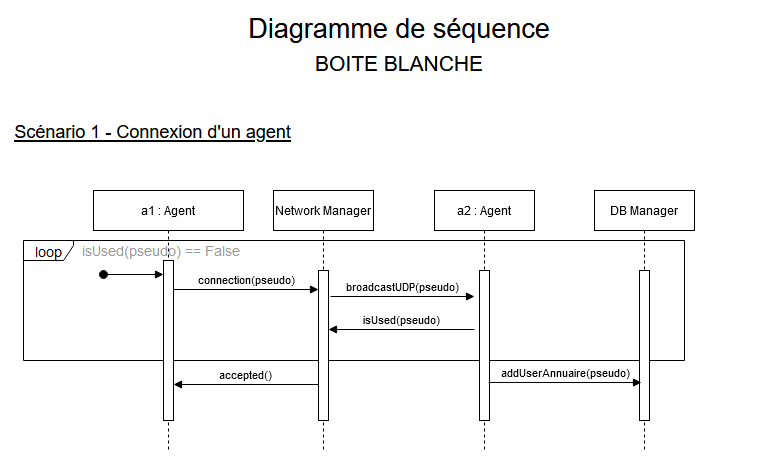 Diagramme de séquence
BOITE BLANCHE
Scénario 1 - Connexion d'un agent
a1 : Agent
Network Manager
a2 : Agent
DB Manager
loop
isUsed(pseudo) == False
connection(pseudo)
broadcastUDP(pseudo)
isUsed(pseudo)
accepted()
addUserAnnuaire(pseudo)